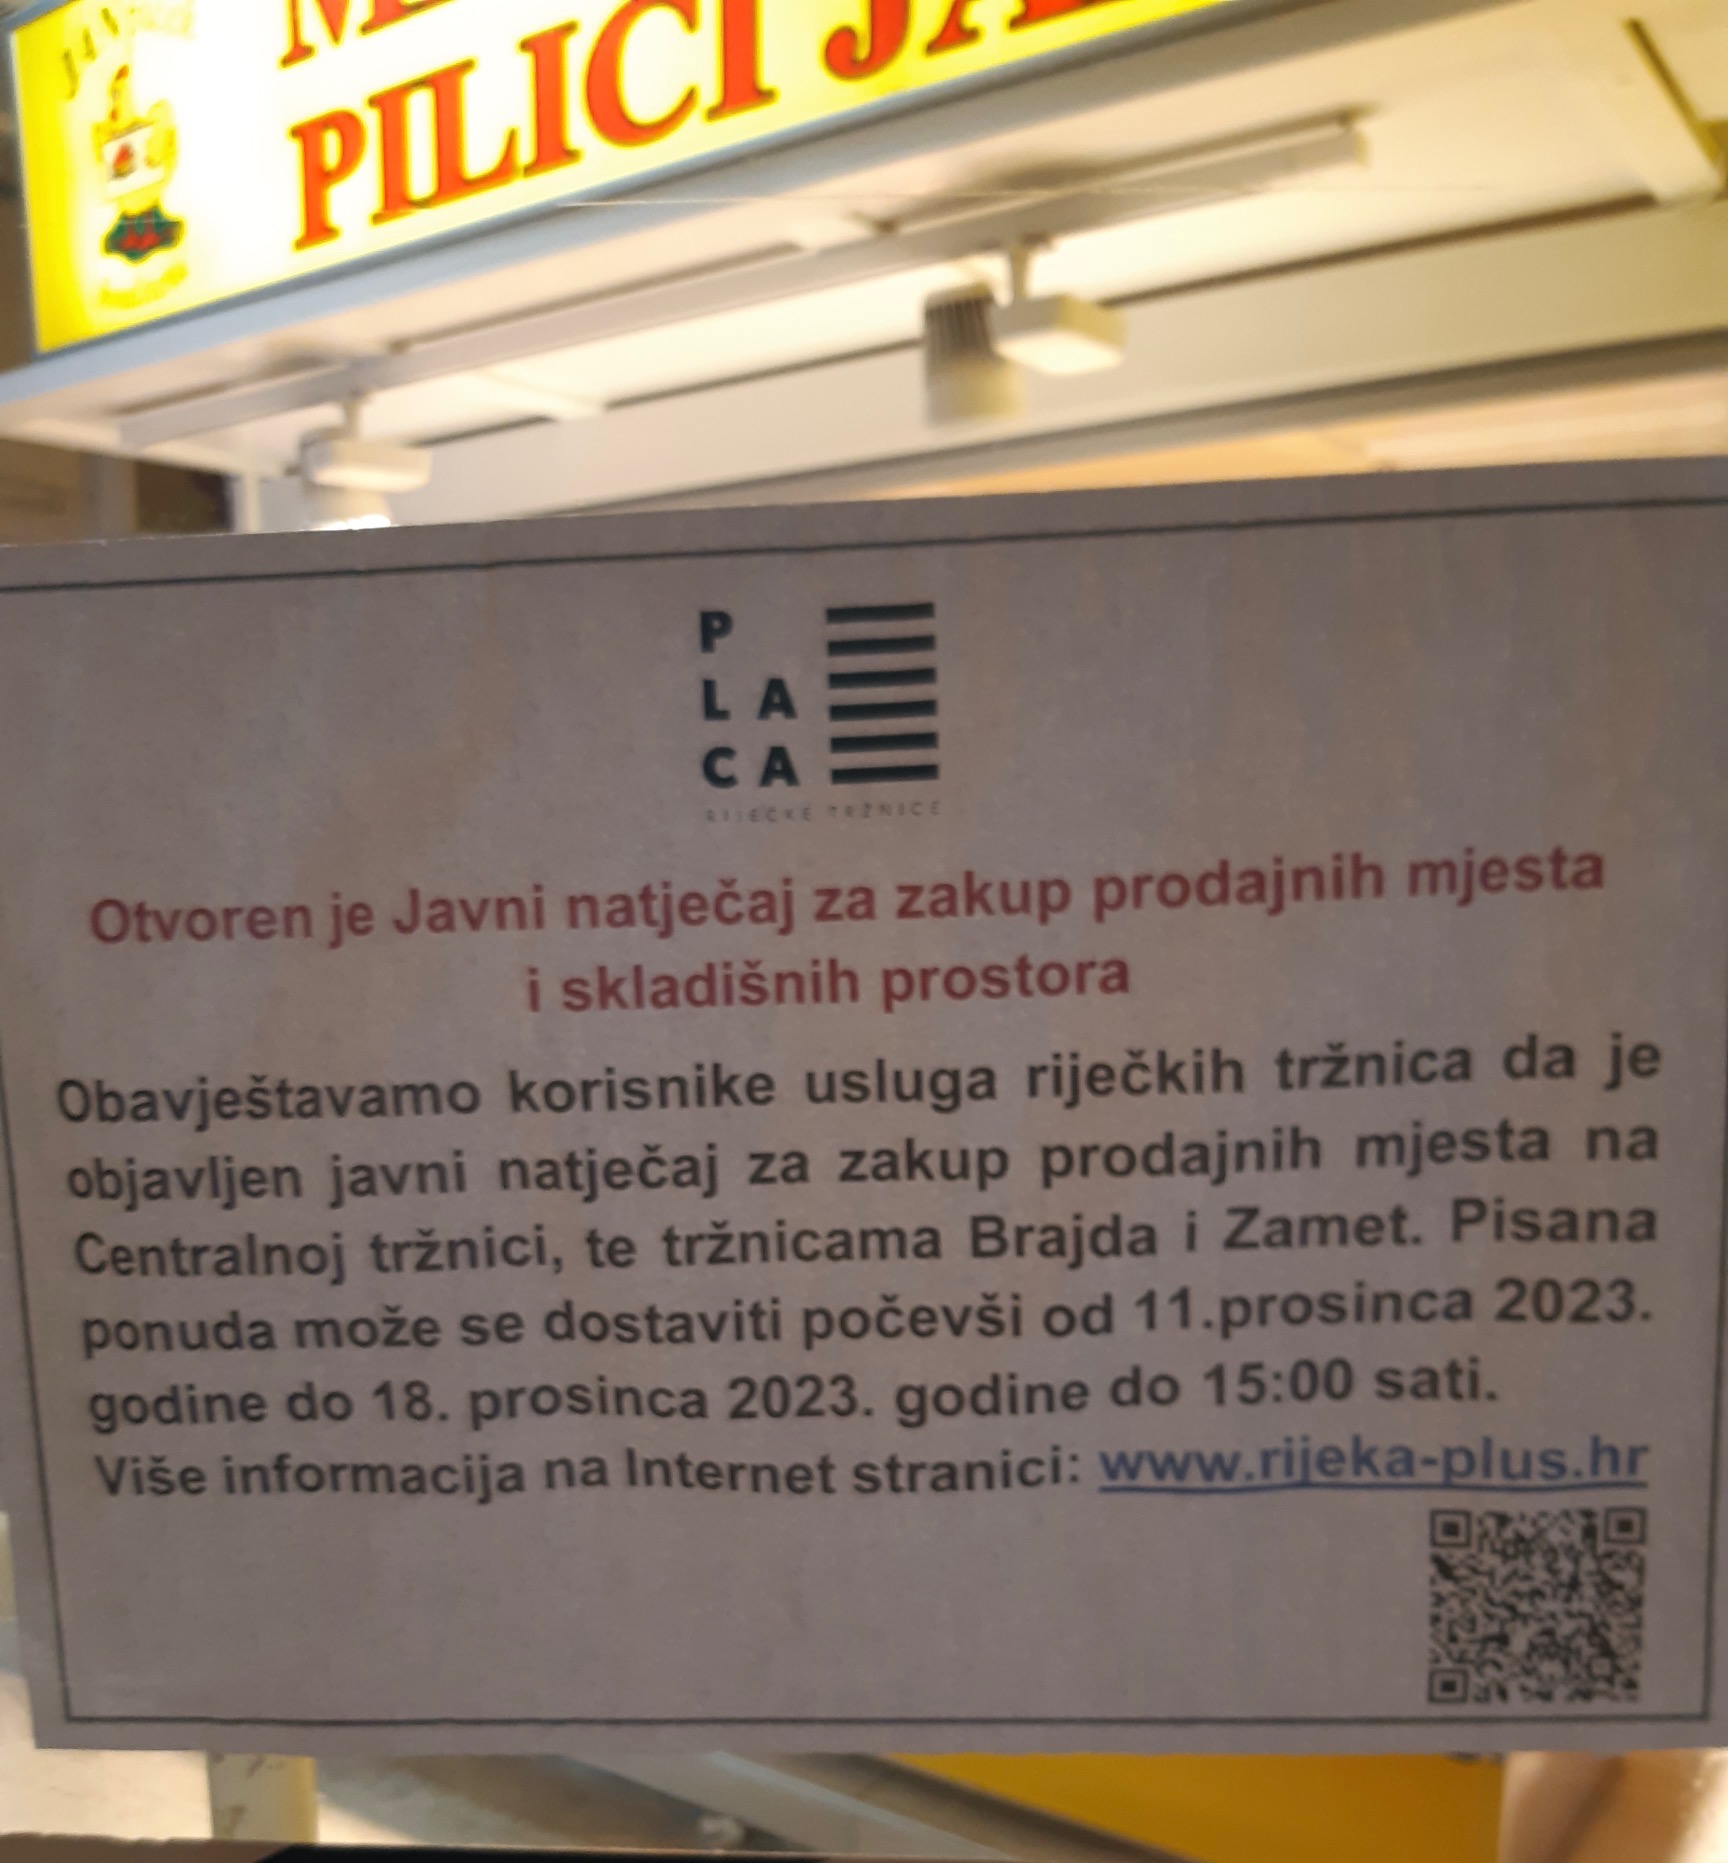 PILICI JA
P
L A
C A
RIJEČKE TRŽNICE
Otvoren je Javni natječaj za zakup prodajnih mjesta
i skladišnih prostora
Obavještavamo korisnike usluga riječkih tržnica da je
objavljen javni natječaj za zakup prodajnih mjesta na
Centralnoj tržnici, te tržnicama Brajda i Zamet. Pisana
ponuda može se dostaviti počevši od 11.prosinca 2023.
godine do 18. prosinca 2023. godine do 15:00 sati.
Više informacija na Internet stranici: www.rijeka-plus.hr